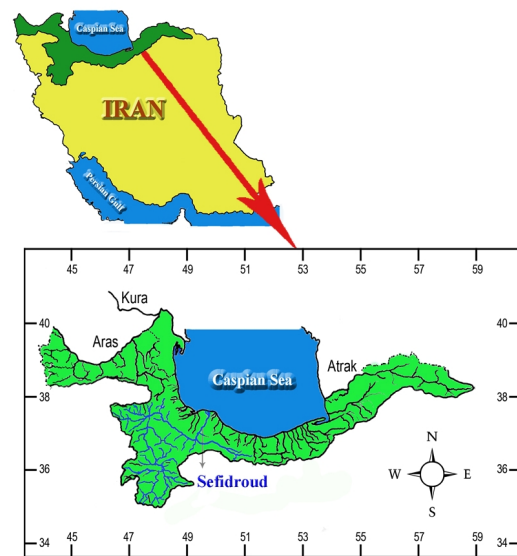 Caspian Sea
IRAN
Persian Gulf
45 47 49 51 53 55 57 59
Kura
40 40
Aras
Atrak
Caspian Sea
38 38
N
36 W E 36
Sefidroud
S
34 34
45 47 49 51 53 55 57 59